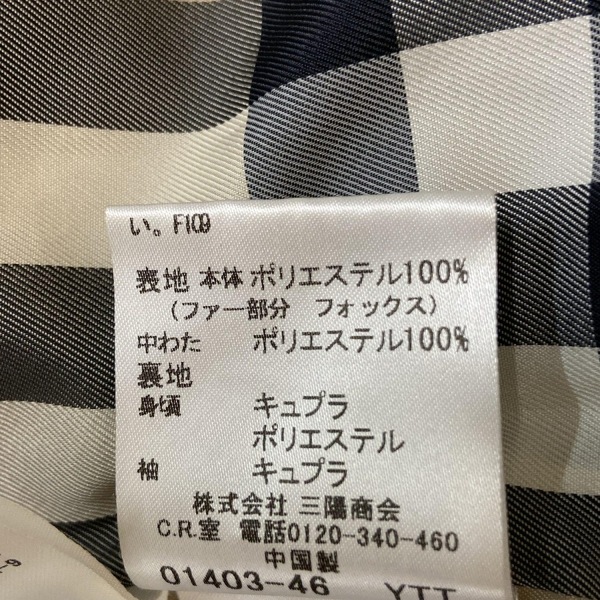 い。F109
表地 本体 ポリエステル100%
(ファー部分 フォックス)
中わた ポリエステル100%
裏地
身頃 キュプラ
ポリエステル
袖 キュプラ
株式会社 三陽商会
C.R.室 電話0120-340-460
中国製
01403-46 YTT